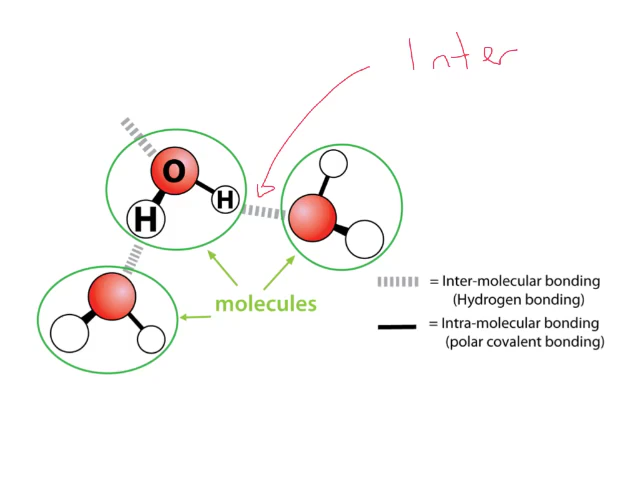 Inter
O
H
H
molecules
= Inter-molecular bonding
(Hydrogen bonding)
= Intra-molecular bonding
(polar covalent bonding)